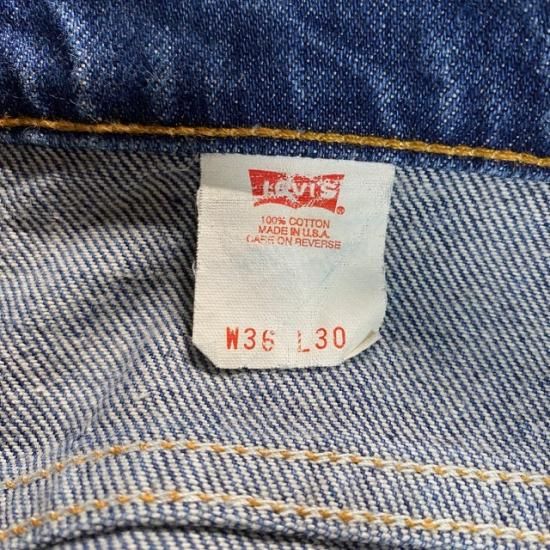 LEVI'S ®
100% COTTON
MADE IN U.S.A.
CARE ON REVERSE
W36 L30